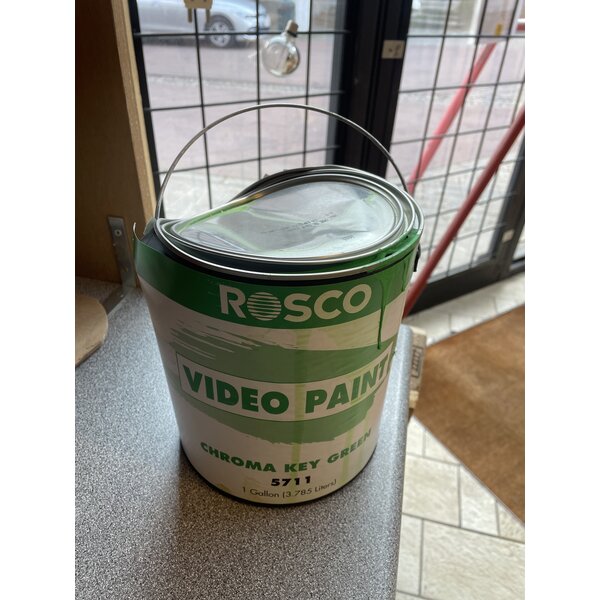 ROSCO
VIDEO PAINT
CHROMA KEY GREEN
5711
1 Gallon (3.785 Liters)